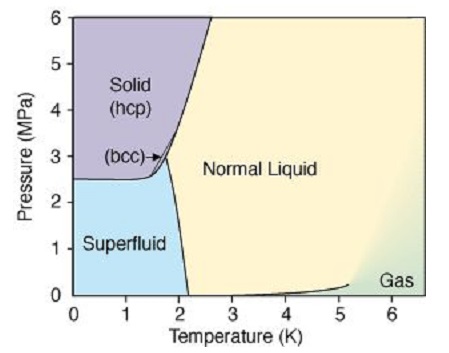 6
5
4
3
2
1
0
Pressure (MPa)
Solid
(hcp)
(bcc)
Normal Liquid
Superfluid
Gas
0 1 2 3 4 5 6
Temperature (K)